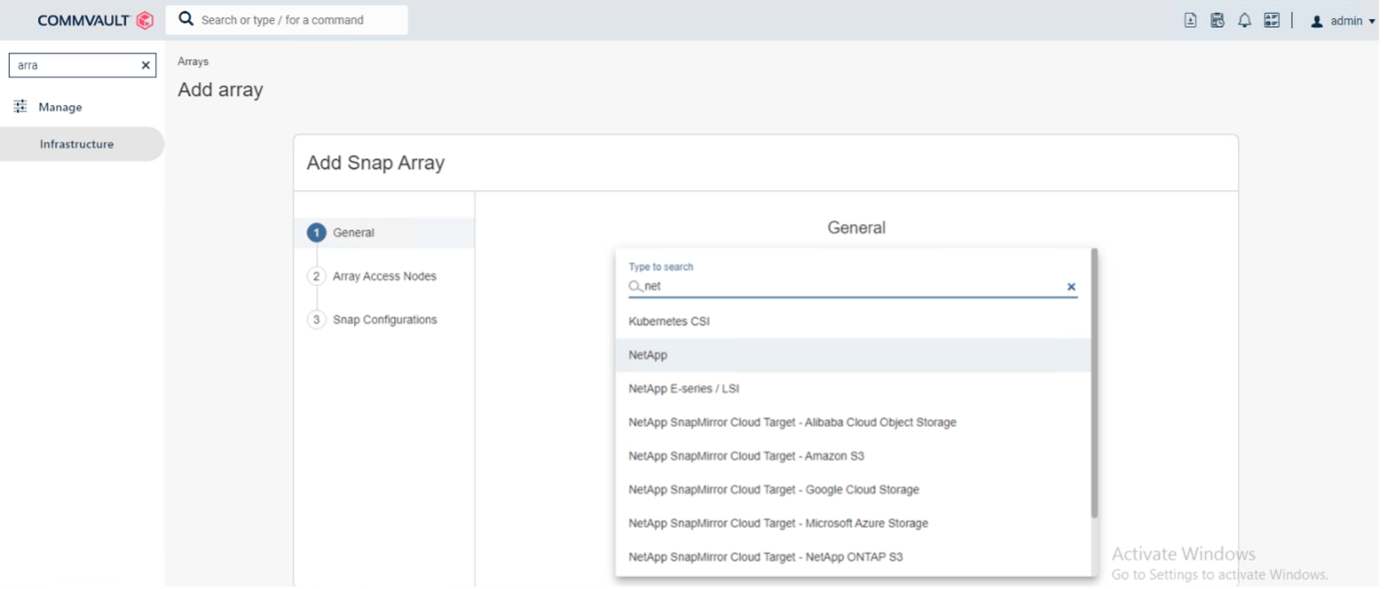 COMMVAULT
Search or type / for a command
admin
arra
Manage
Infrastructure
Arrays
Add array
Add Snap Array
1 General
2 Array Access Nodes
3 Snap Configurations
General
Type to search
net
Kubernetes CSI
NetApp
NetApp E-series / LSI
NetApp SnapMirror Cloud Target - Alibaba Cloud Object Storage
NetApp SnapMirror Cloud Target - Amazon S3
NetApp SnapMirror Cloud Target - Google Cloud Storage
NetApp SnapMirror Cloud Target - Microsoft Azure Storage
NetApp SnapMirror Cloud Target - NetApp ONTAP S3
Activate Windows
Go to Settings to activate Windows.